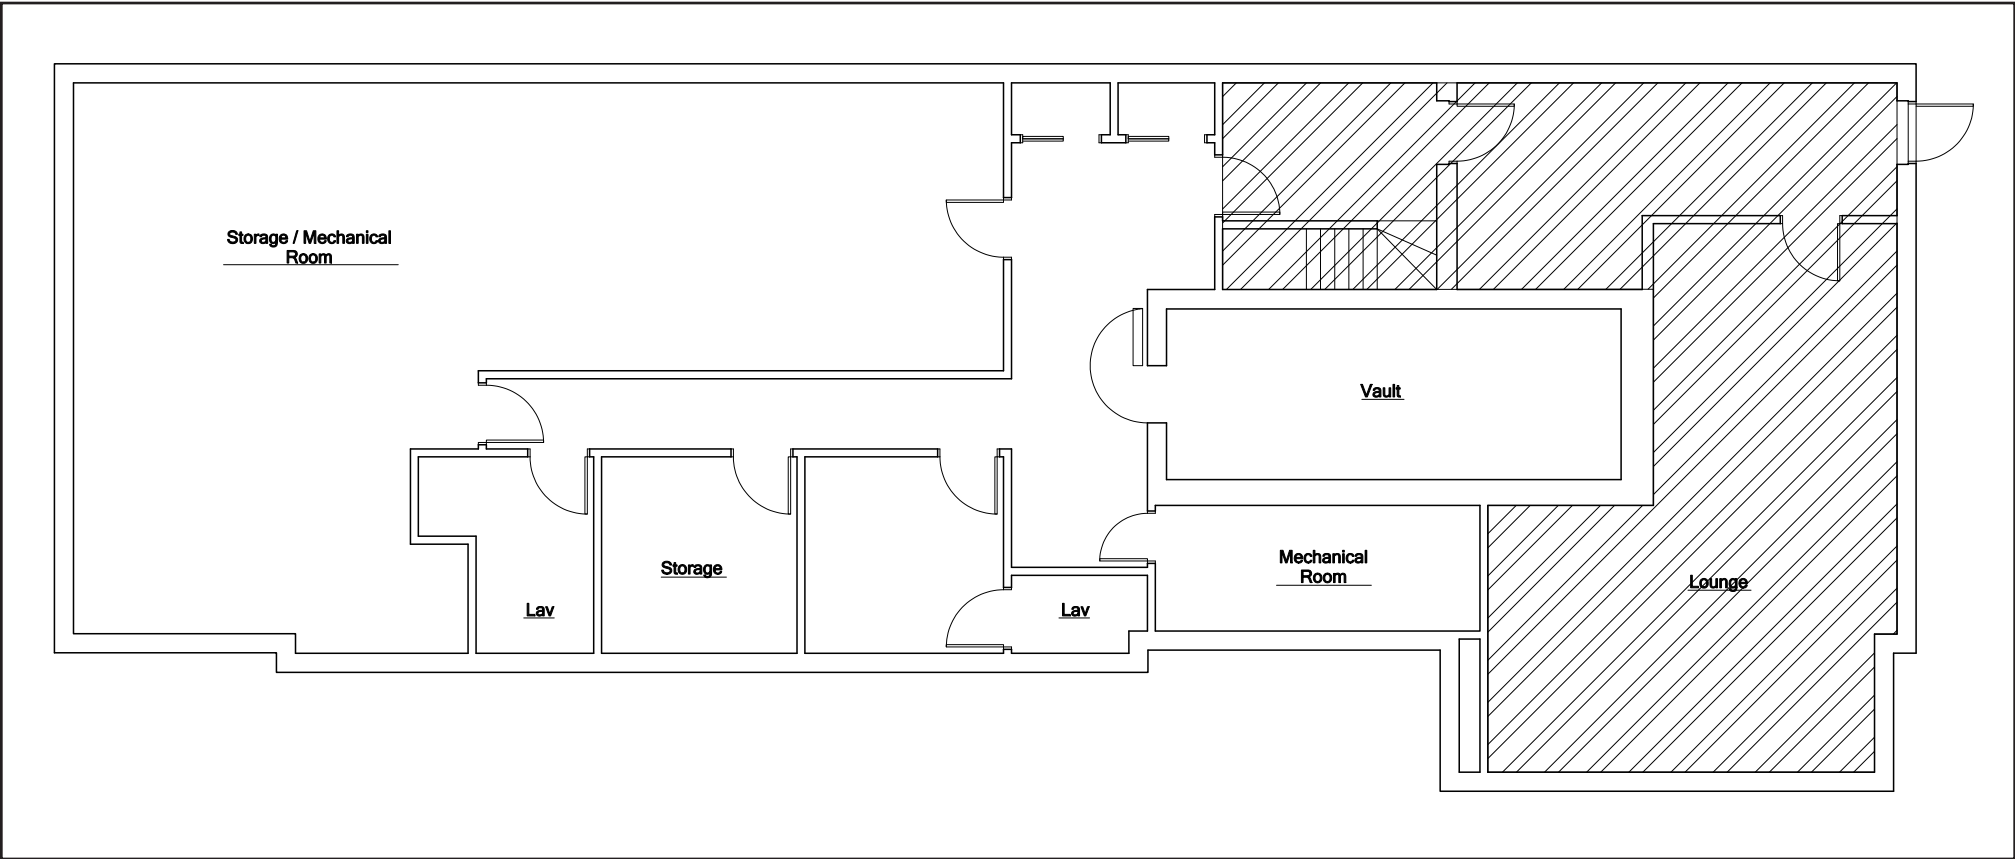 Storage / Mechanical
Room
Vault
Storage
Mechanical
Room
Lounge
Lav
Lav